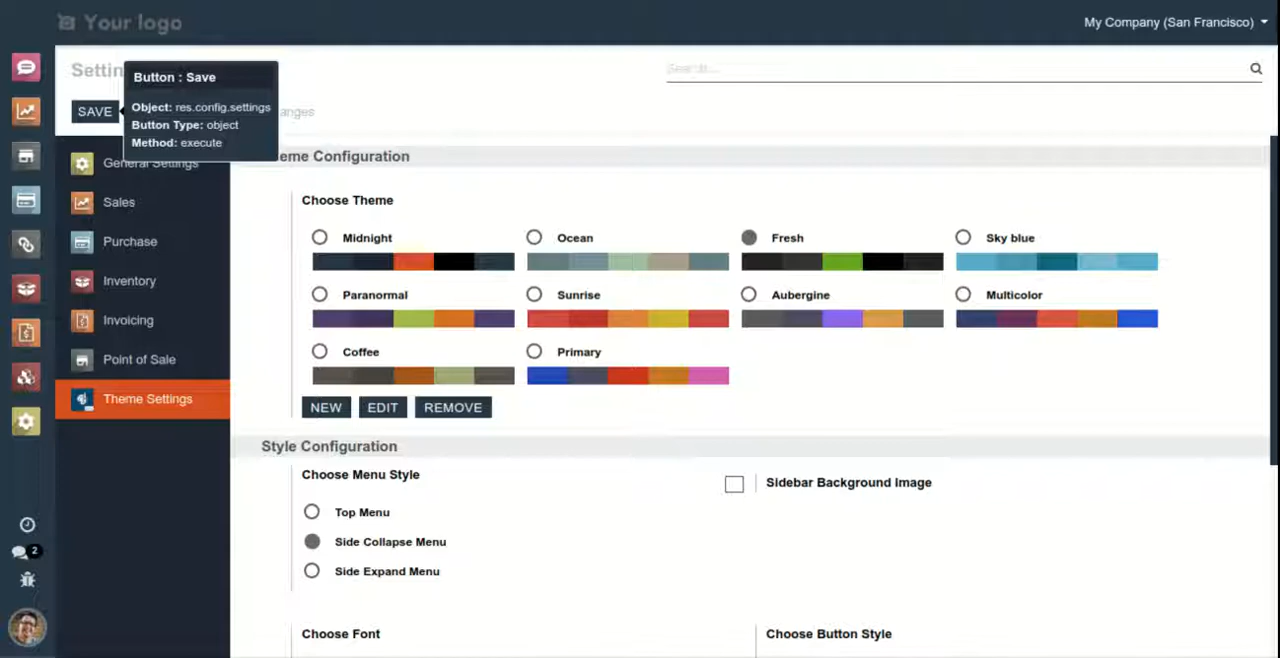 Your logo
My Company (San Francisco)
Settin
Search...
Button : Save
SAVE
Object: res.config.settings
anges
Button Type: object
Method: execute
eme Configuration
General Settings
Sales
Purchase
Inventory
Invoicing
Point of Sale
Theme Settings
Choose Theme
Midnight
Ocean
Fresh
Sky blue
Paranormal
Sunrise
Aubergine
Multicolor
Coffee
Primary
NEW
EDIT
REMOVE
Style Configuration
Choose Menu Style
Sidebar Background Image
Top Menu
Side Collapse Menu
Side Expand Menu
2
Choose Font
Choose Button Style